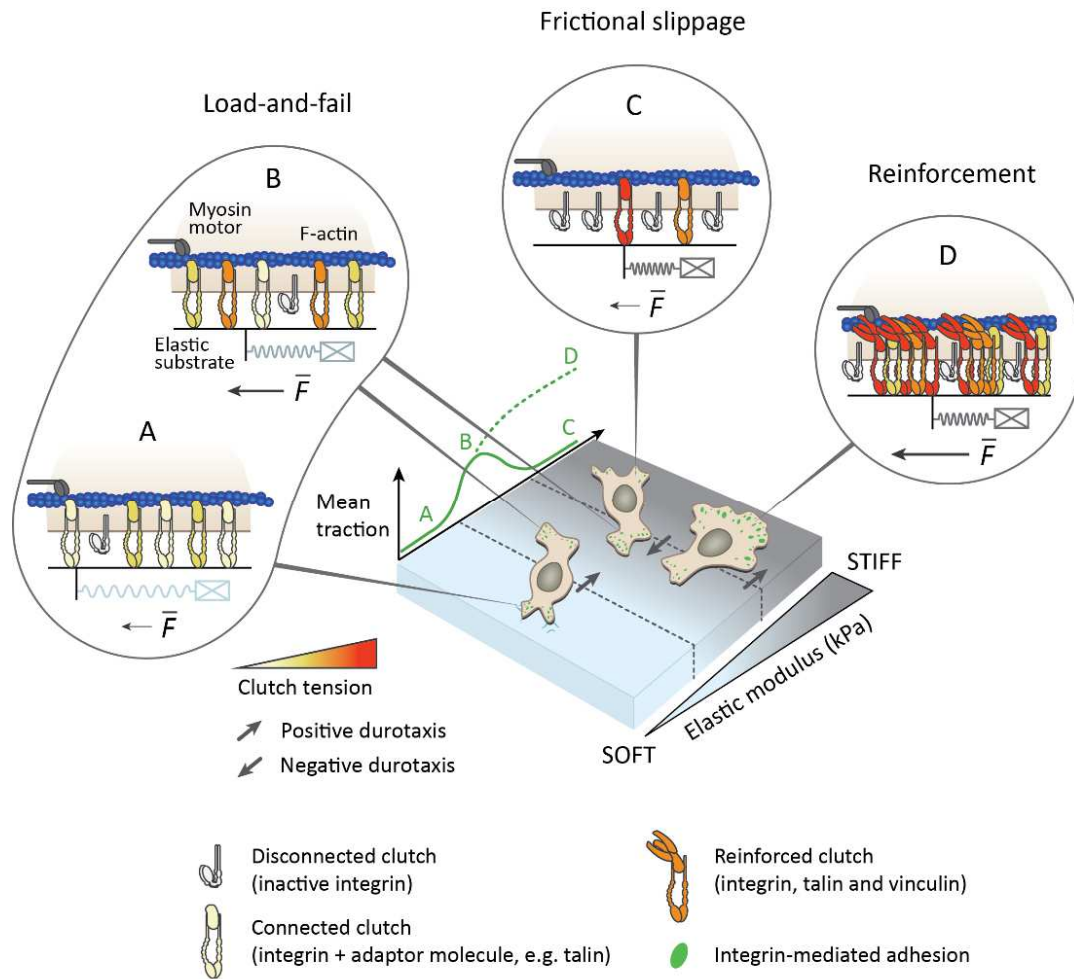 Frictional slippage
Load-and-fail
C
B
Reinforcement
Myosin
motor
F-actin
F̅
D
Elastic
substrate
F̅
D
A
B
C
F̅
Mean
traction
A
STIFF
F̅
Clutch tension
Elastic modulus (kPa)
Positive durotaxis
SOFT
Negative durotaxis
Disconnected clutch
(inactive integrin)
Reinforced clutch
(integrin, talin and vinculin)
Connected clutch
(integrin + adaptor molecule, e.g. talin)
Integrin-mediated adhesion